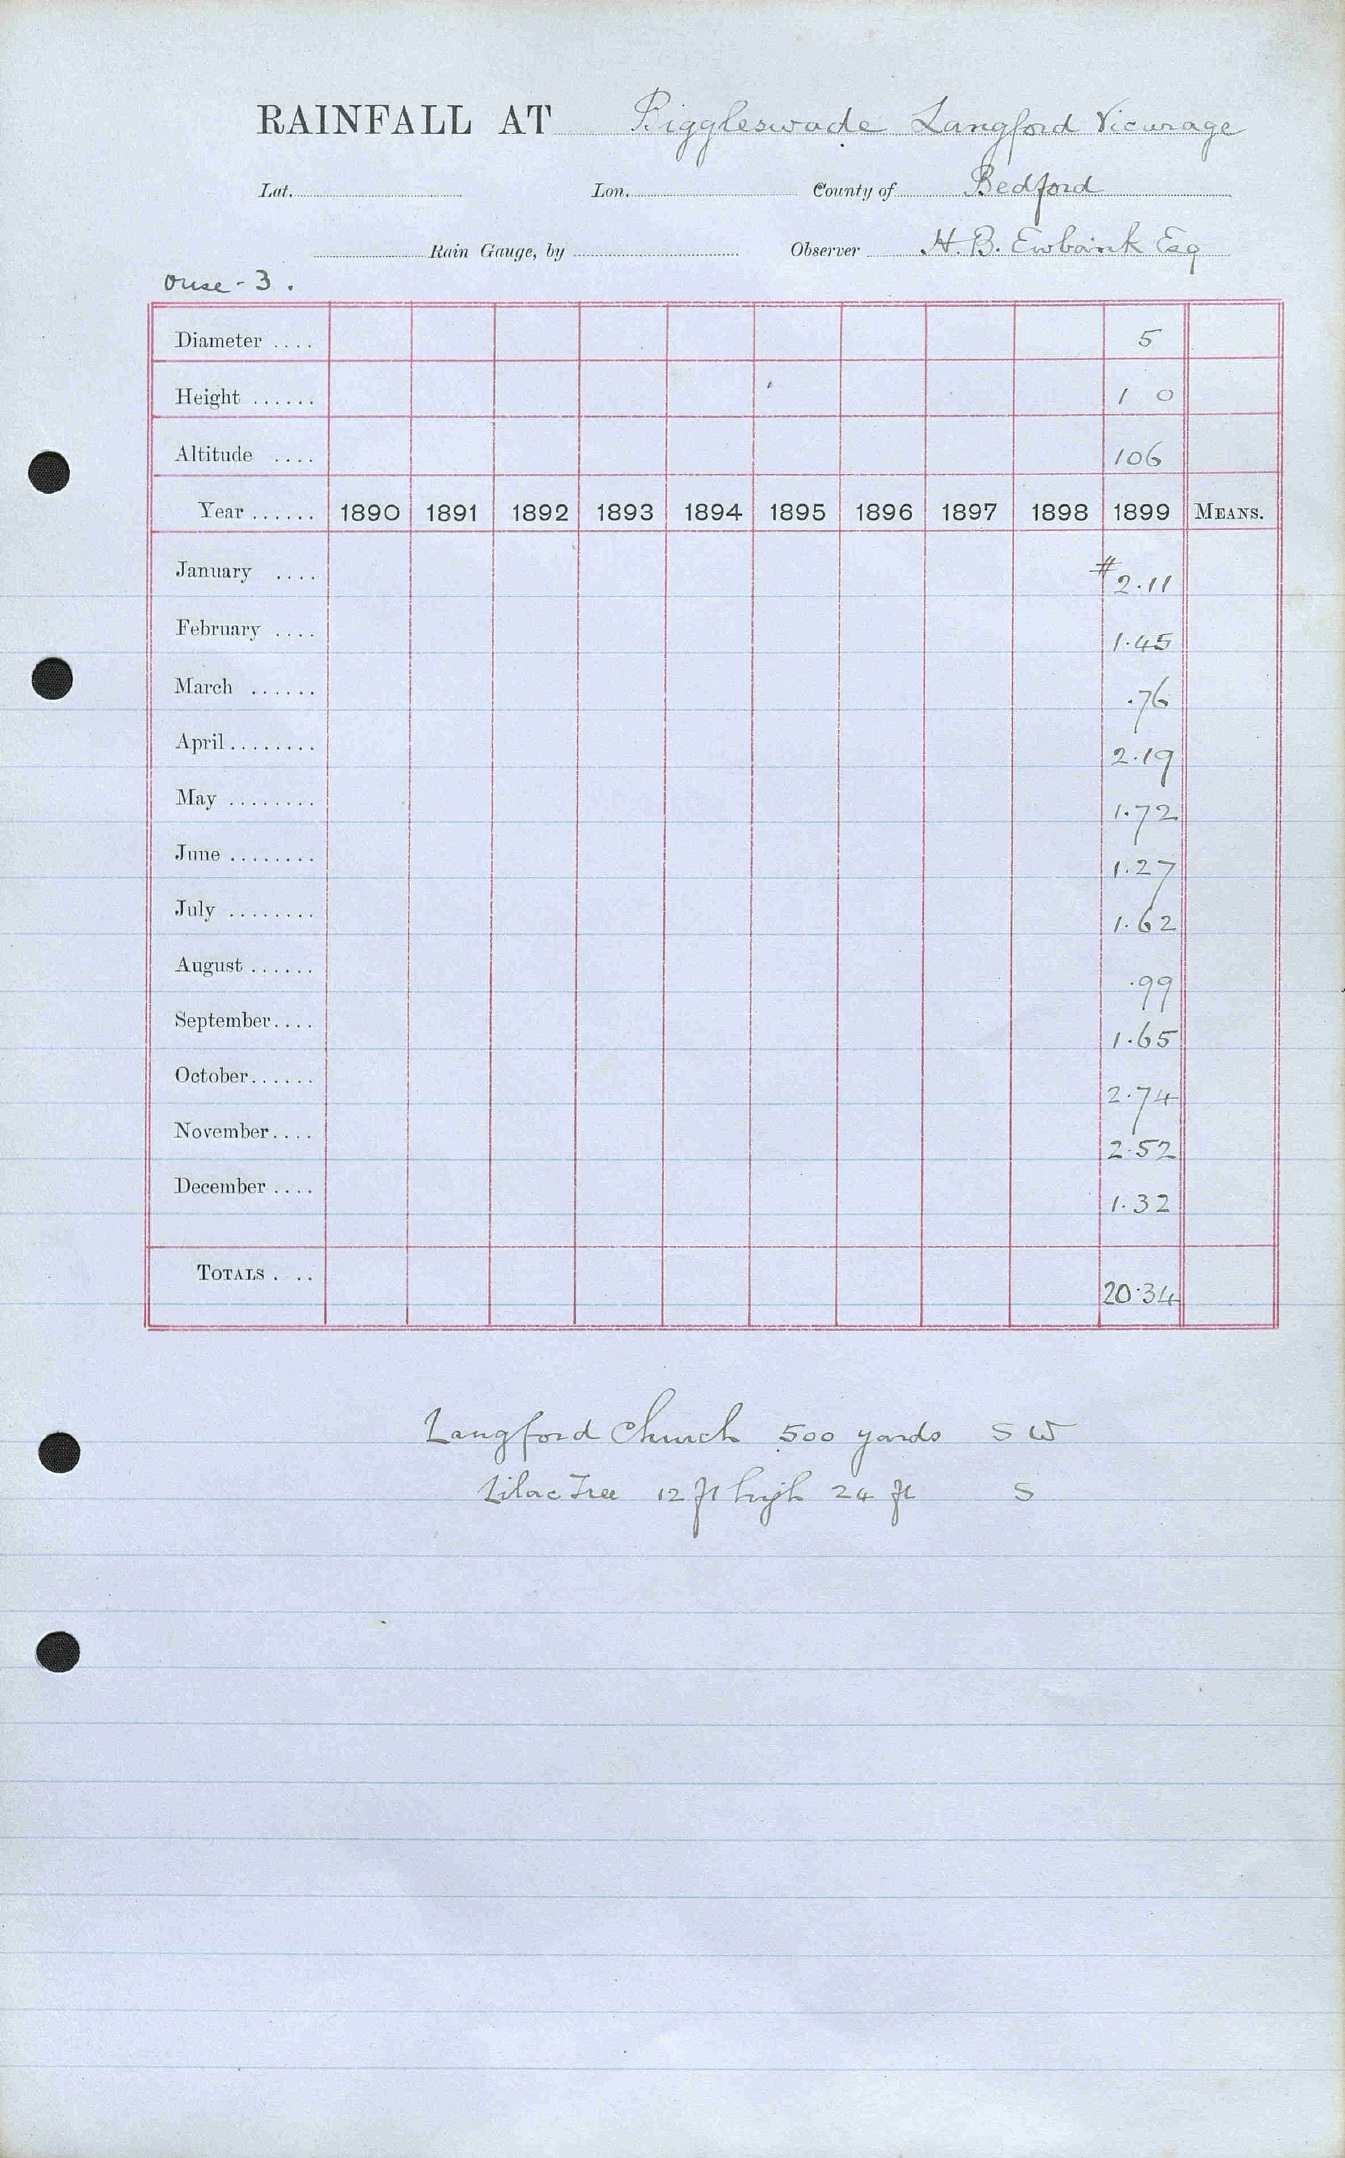 RAINFALL AT Biggleswade Langford Vicarage
Lat. Lon. County of Bedford
Rain Gauge, by Observer H. B. Ewbank Esq
Ouse - 3 .
Diameter .... 5
Height ...... 1 0
Altitude .... 106
Year ...... 1890 1891 1892 1893 1894 1895 1896 1897 1898 1899 MEANS.
January .... # 2.11
February .... 1.45
March ...... .76
April ........ 2.19
May ........ 1.72
June ........ 1.27
July ........ 1.62
August ...... .99
September.... 1.65
October...... 2.74
November.... 2.52
December .... 1.32
TOTALS . .. 20.34
Langford Church 500 yards S W
Lilac Tree 12 ft high 24 ft S